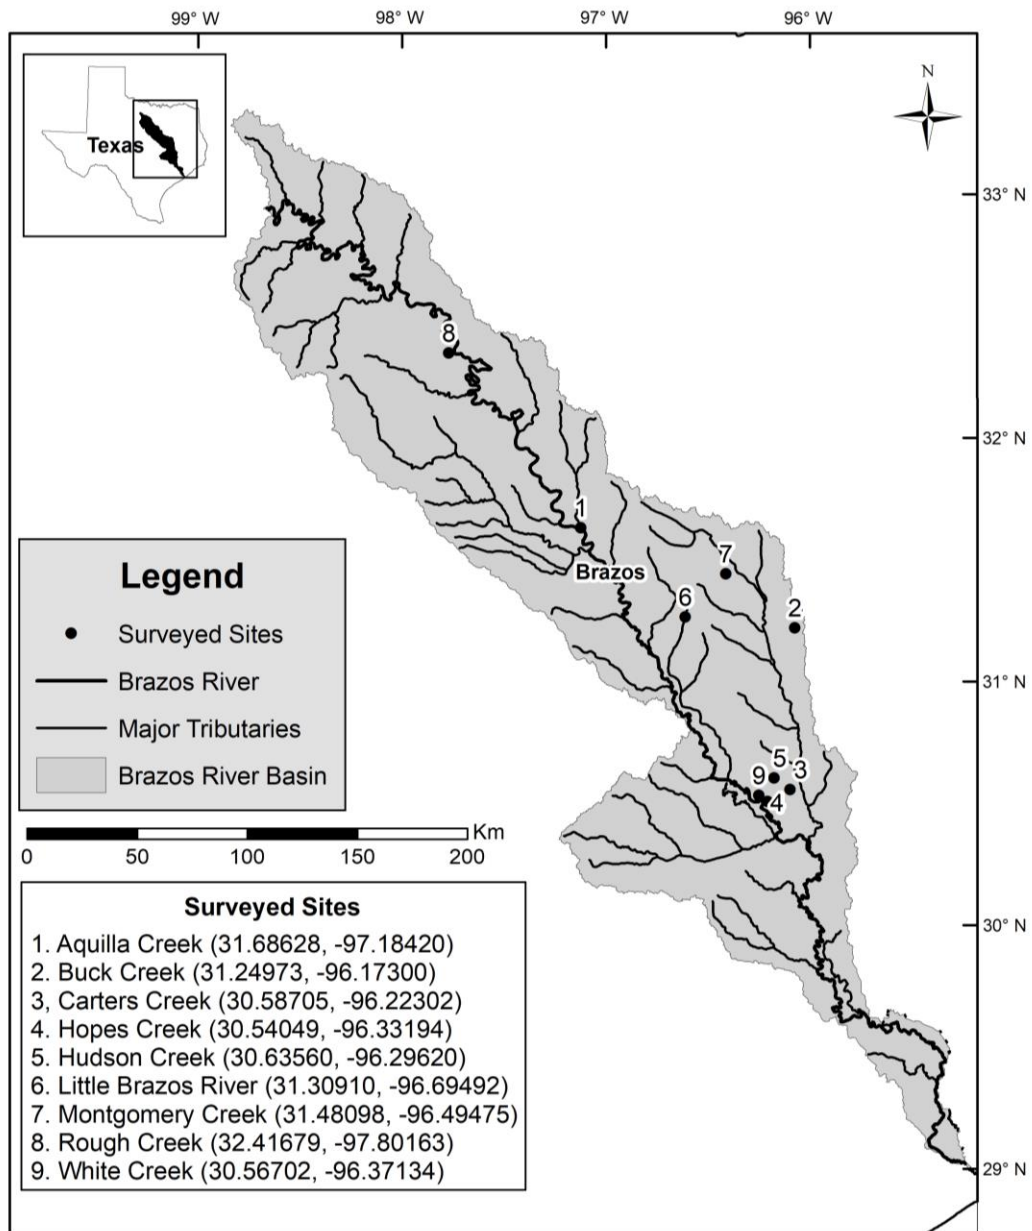 99° W 98° W 97° W 96° W
N
Texas
33° N
8
32° N
1
7
Brazos
6
2
31° N
5
3
9
4
30° N
29° N
Legend
Surveyed Sites
Brazos River
Major Tributaries
Brazos River Basin
Km
0 50 100 150 200
Surveyed Sites
1. Aquilla Creek (31.68628, -97.18420)
2. Buck Creek (31.24973, -96.17300)
3, Carters Creek (30.58705, -96.22302)
4. Hopes Creek (30.54049, -96.33194)
5. Hudson Creek (30.63560, -96.29620)
6. Little Brazos River (31.30910, -96.69492)
7. Montgomery Creek (31.48098, -96.49475)
8. Rough Creek (32.41679, -97.80163)
9. White Creek (30.56702, -96.37134)